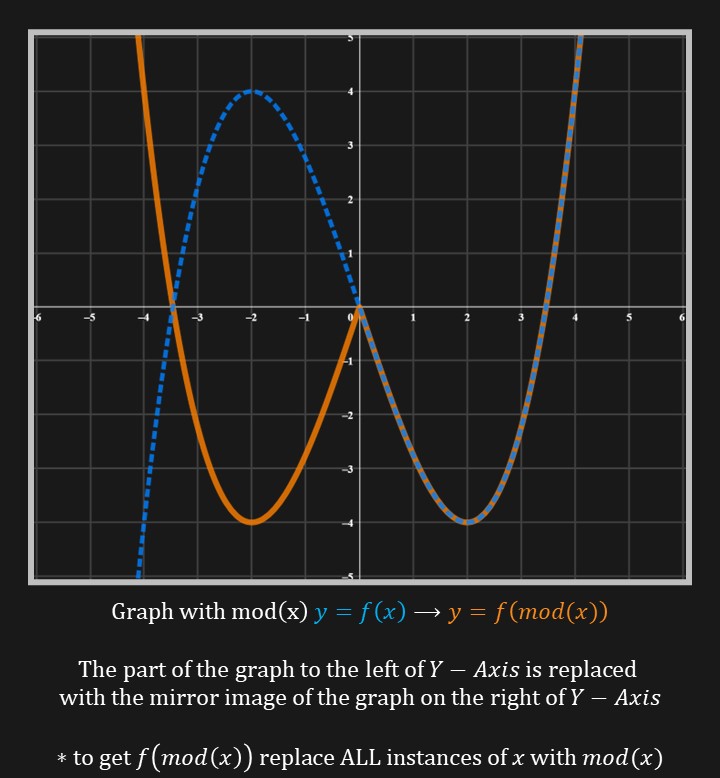 5
4
3
2
1
-6 -5 -4 -3 -2 -1 0 1 2 3 4 5 6
-1
-2
-3
-4
-5
Graph with mod(x) y = f(x) ⟶ y = f(mod(x))
The part of the graph to the left of Y − Axis is replaced
with the mirror image of the graph on the right of Y − Axis
* to get f(mod(x)) replace ALL instances of x with mod(x)